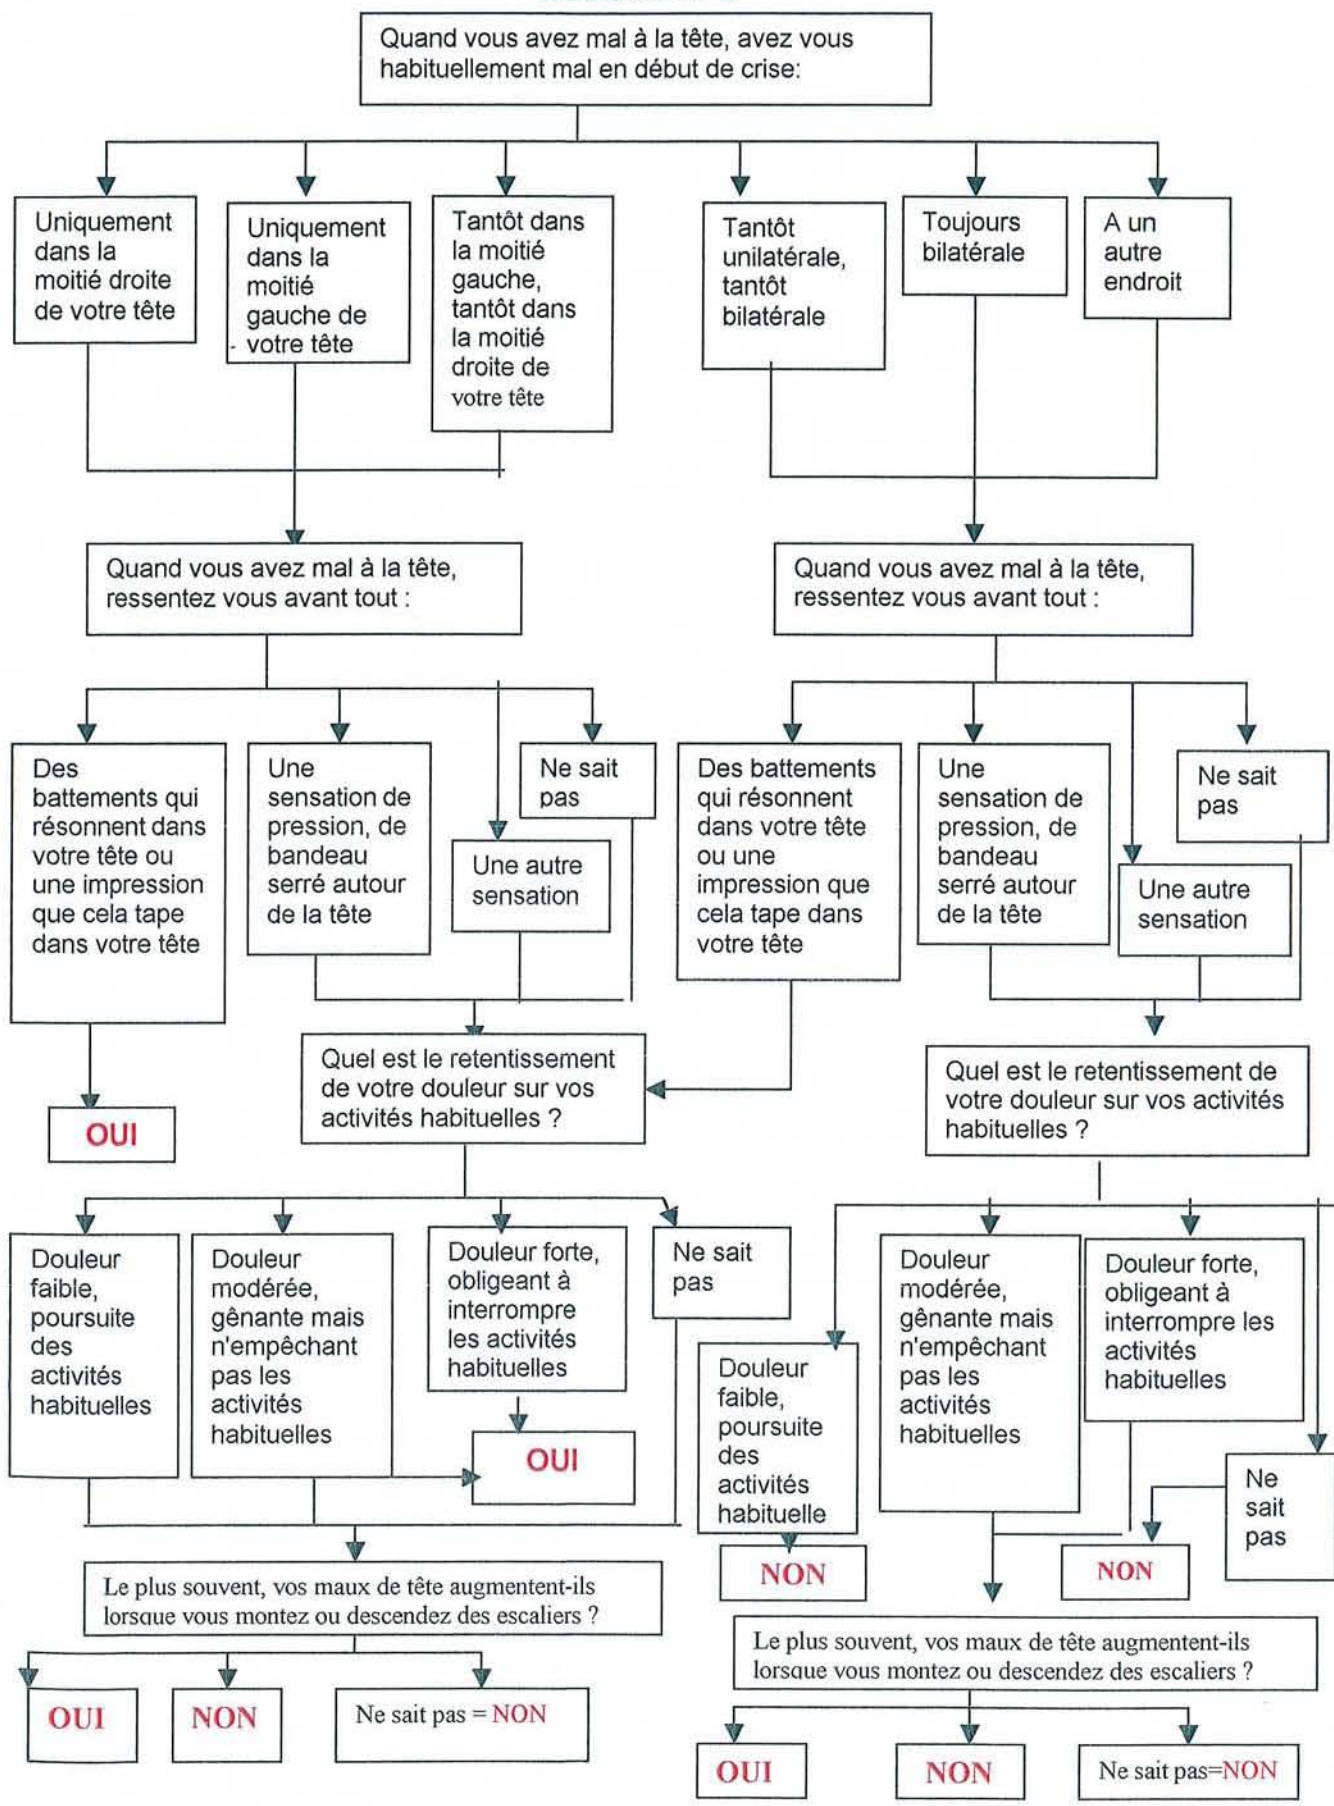 Quand vous avez mal à la tête, avez vous
habituellement mal en début de crise:
Uniquement
dans la
moitié droite
de votre tête
Uniquement
dans la
moitié
gauche de
votre tête
Tantôt dans
la moitié
gauche,
tantôt dans
la moitié
droite de
votre tête
Tantôt
unilatérale,
tantôt
bilatérale
Toujours
bilatérale
A un
autre
endroit
Quand vous avez mal à la tête,
ressentez vous avant tout :
Quand vous avez mal à la tête,
ressentez vous avant tout :
Des
battements qui
résonnent dans
votre tête ou
une impression
que cela tape
dans votre tête
Une
sensation de
pression, de
bandeau
serré autour
de la tête
Une autre
sensation
Ne sait
pas
Des battements
qui résonnent
dans votre tête
ou une
impression que
cela tape dans
votre tête
Une
sensation de
pression, de
bandeau
serré autour
de la tête
Une autre
sensation
Ne sait
pas
OUI
Quel est le retentissement
de votre douleur sur vos
activités habituelles ?
Quel est le retentissement de
votre douleur sur vos activités
habituelles ?
Douleur
faible,
poursuite
des
activités
habituelles
Douleur
modérée,
gênante mais
n'empêchant
pas les
activités
habituelles
Douleur forte,
obligeant à
interrompre
les activités
habituelles
Ne sait
pas
OUI
Douleur
faible,
poursuite
des
activités
habituelle
Douleur
modérée,
gênante mais
n'empêchant
pas les
activités
habituelles
Douleur forte,
obligeant à
interrompre les
activités
habituelles
Ne
sait
pas
NON
NON
Le plus souvent, vos maux de tête augmentent-ils
lorsque vous montez ou descendez des escaliers ?
OUI
NON
Ne sait pas = NON
Le plus souvent, vos maux de tête augmentent-ils
lorsque vous montez ou descendez des escaliers ?
OUI
NON
Ne sait pas=NON